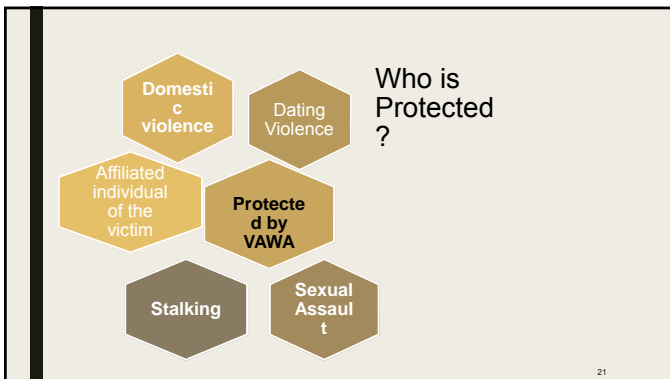 Who is
Protected
?
Domesti
c
violence
Dating
Violence
Affiliated
individual
of the
victim
Protecte
d by
VAWA
Stalking
Sexual
Assaul
t
21